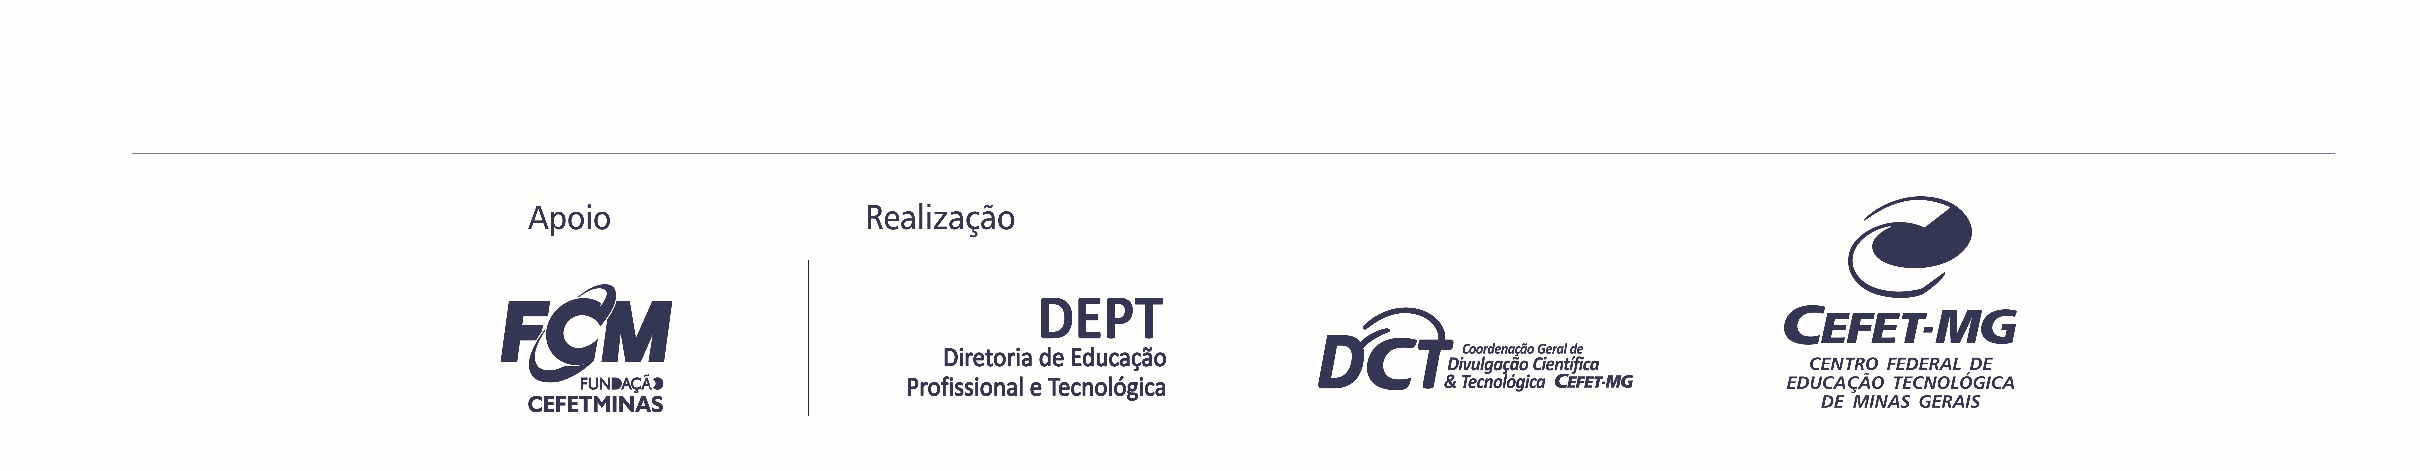 Apoio
FCM
FUNDAÇÃO
CEFETMINAS
Realização
DEPT
Diretoria de Educação
Profissional e Tecnológica
DCT
Coordenação Geral de
Divulgação Científica
& Tecnológica CEFET-MG
CEFET-MG
CENTRO FEDERAL DE
EDUCAÇÃO TECNOLÓGICA
DE MINAS GERAIS